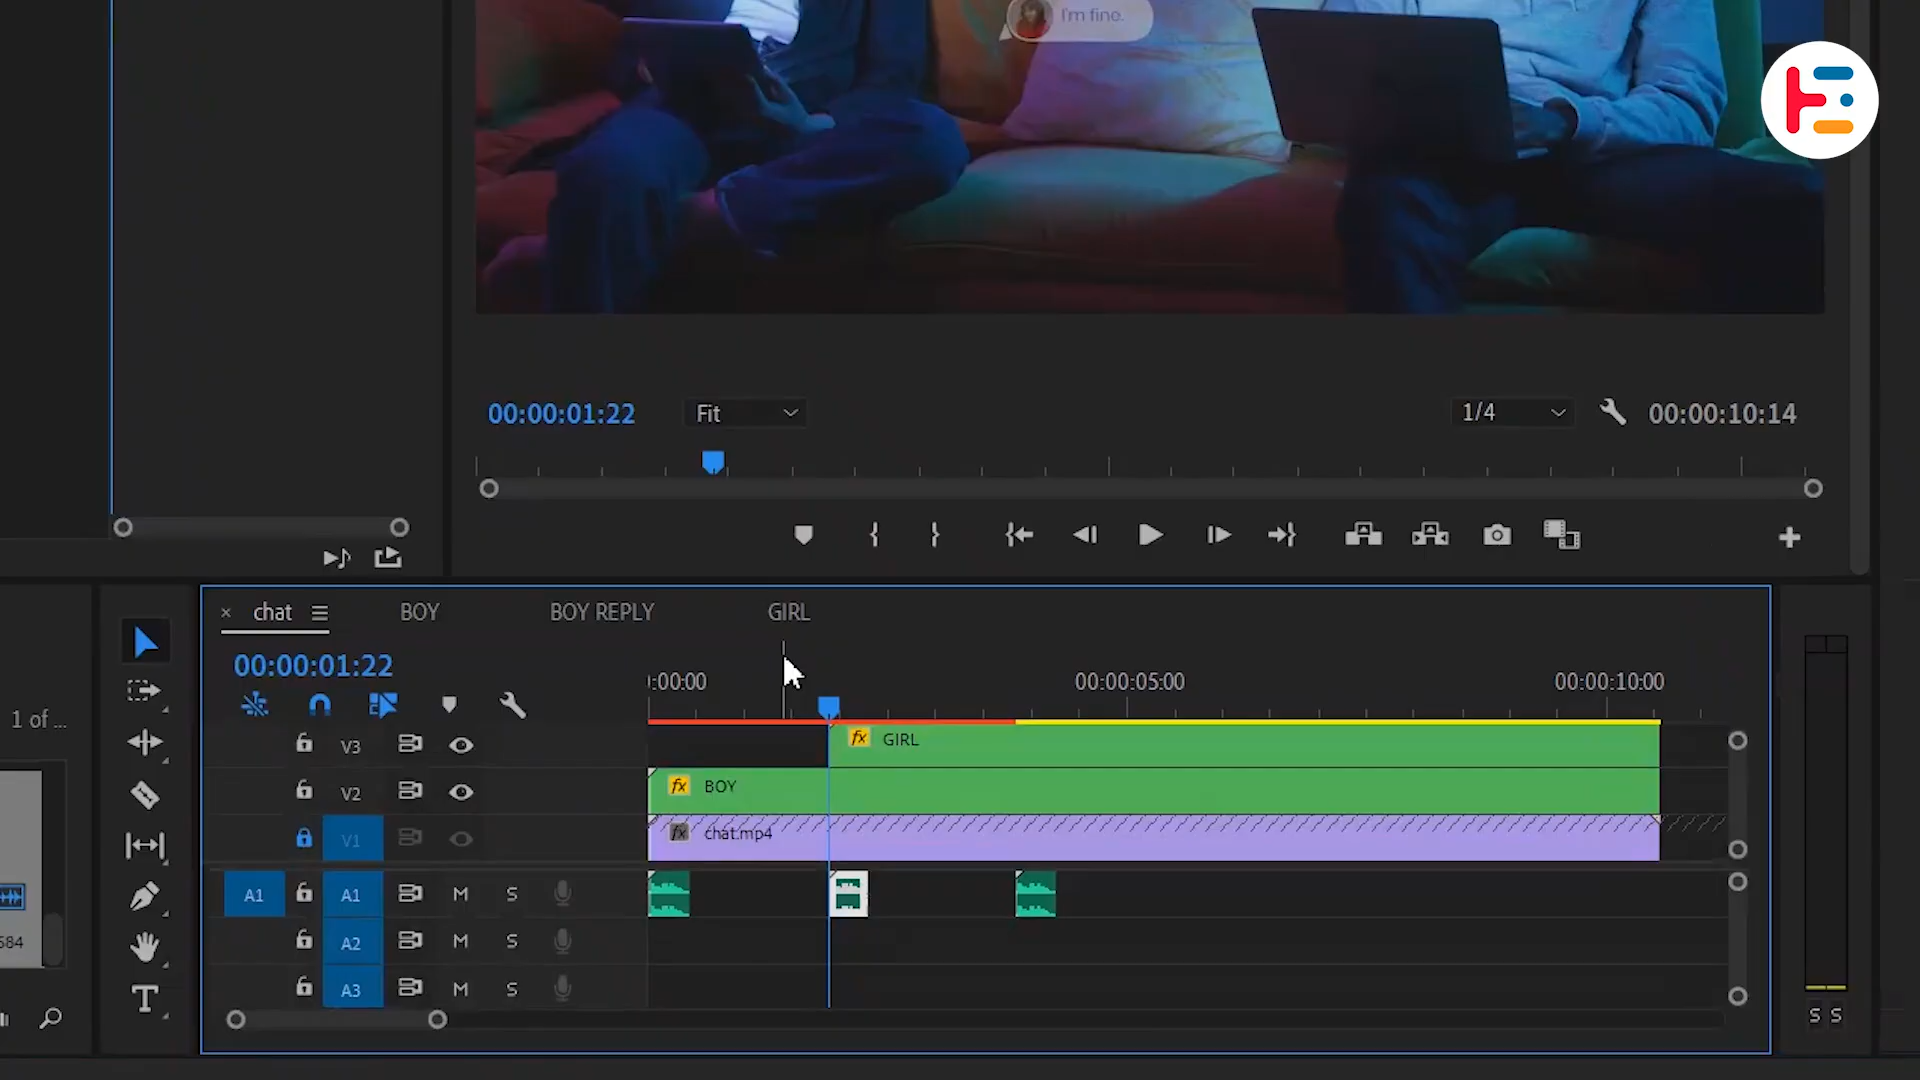 I'm fine.
00:00:01:22
Fit
1/4
00:00:10:14
× chat
BOY
BOY REPLY
GIRL
00:00:01:22
:00:00
00:00:05:00
00:00:10:00
1 of ...
V3
fx GIRL
V2
fx BOY
V1
fx chat.mp4
A1
A1
M
S
584
A2
M
S
A3
M
S
T
S S